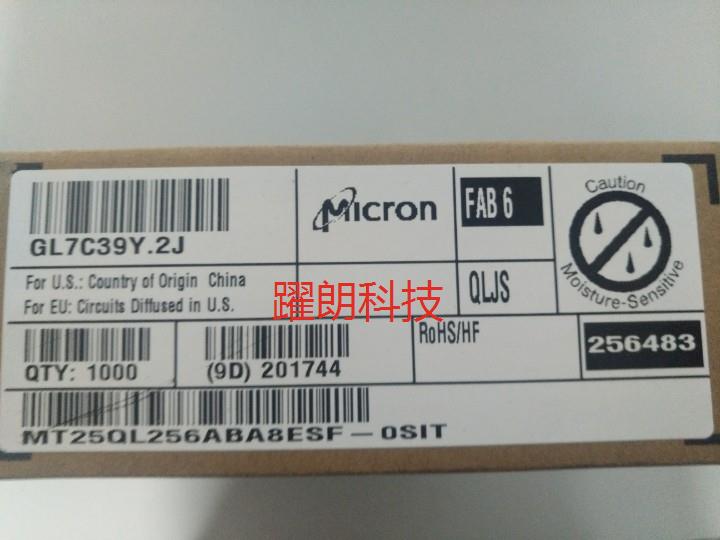 GL7C39Y.2J
Micron
FAB 6
Caution
Moisture-Sensitive
For U.S.: Country of Origin China
For EU: Circuits Diffused in U.S.
QLJS
躍朗科技
QTY: 1000
(9D) 201744
RoHS/HF
256483
MT25QL256ABA8ESF-0SIT